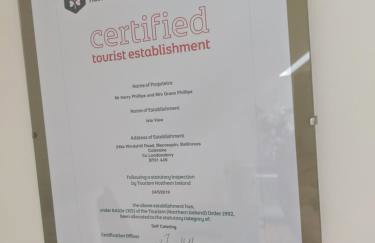 certified
tourist establishment
Name of Proprietor
Mr Harry Phillips and Mrs Grace Phillips
Name of Establishment
Isle View
Address of Establishment
Coleraine
Co Londonderry
Following a statutory inspection
by Tourism Northern Ireland
the above establishment has,
under Article 13(1) of the Tourism (Northern Ireland) Order 1992,
been allocated to the statutory category of:
Self Catering
Certification Officer